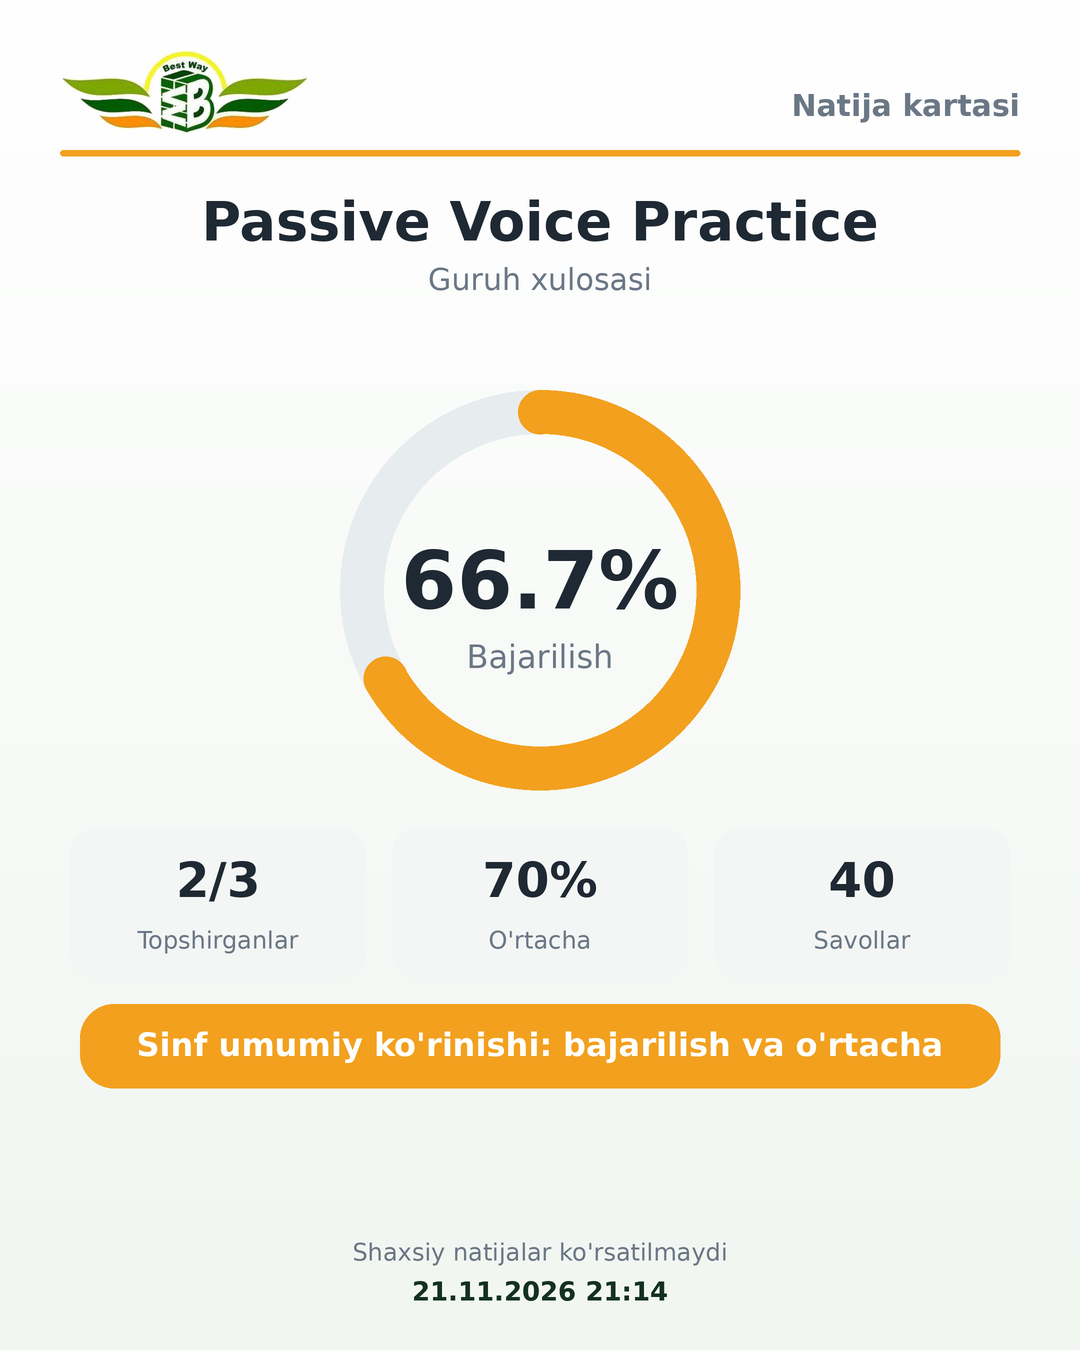 Best Way
Natija kartasi
Passive Voice Practice
Guruh xulosasi
66.7%
Bajarilish
2/3
70%
40
Topshirganlar
O'rtacha
Savollar
Sinf umumiy ko'rinishi: bajarilish va o'rtacha
Shaxsiy natijalar ko'rsatilmaydi
21.11.2026 21:14